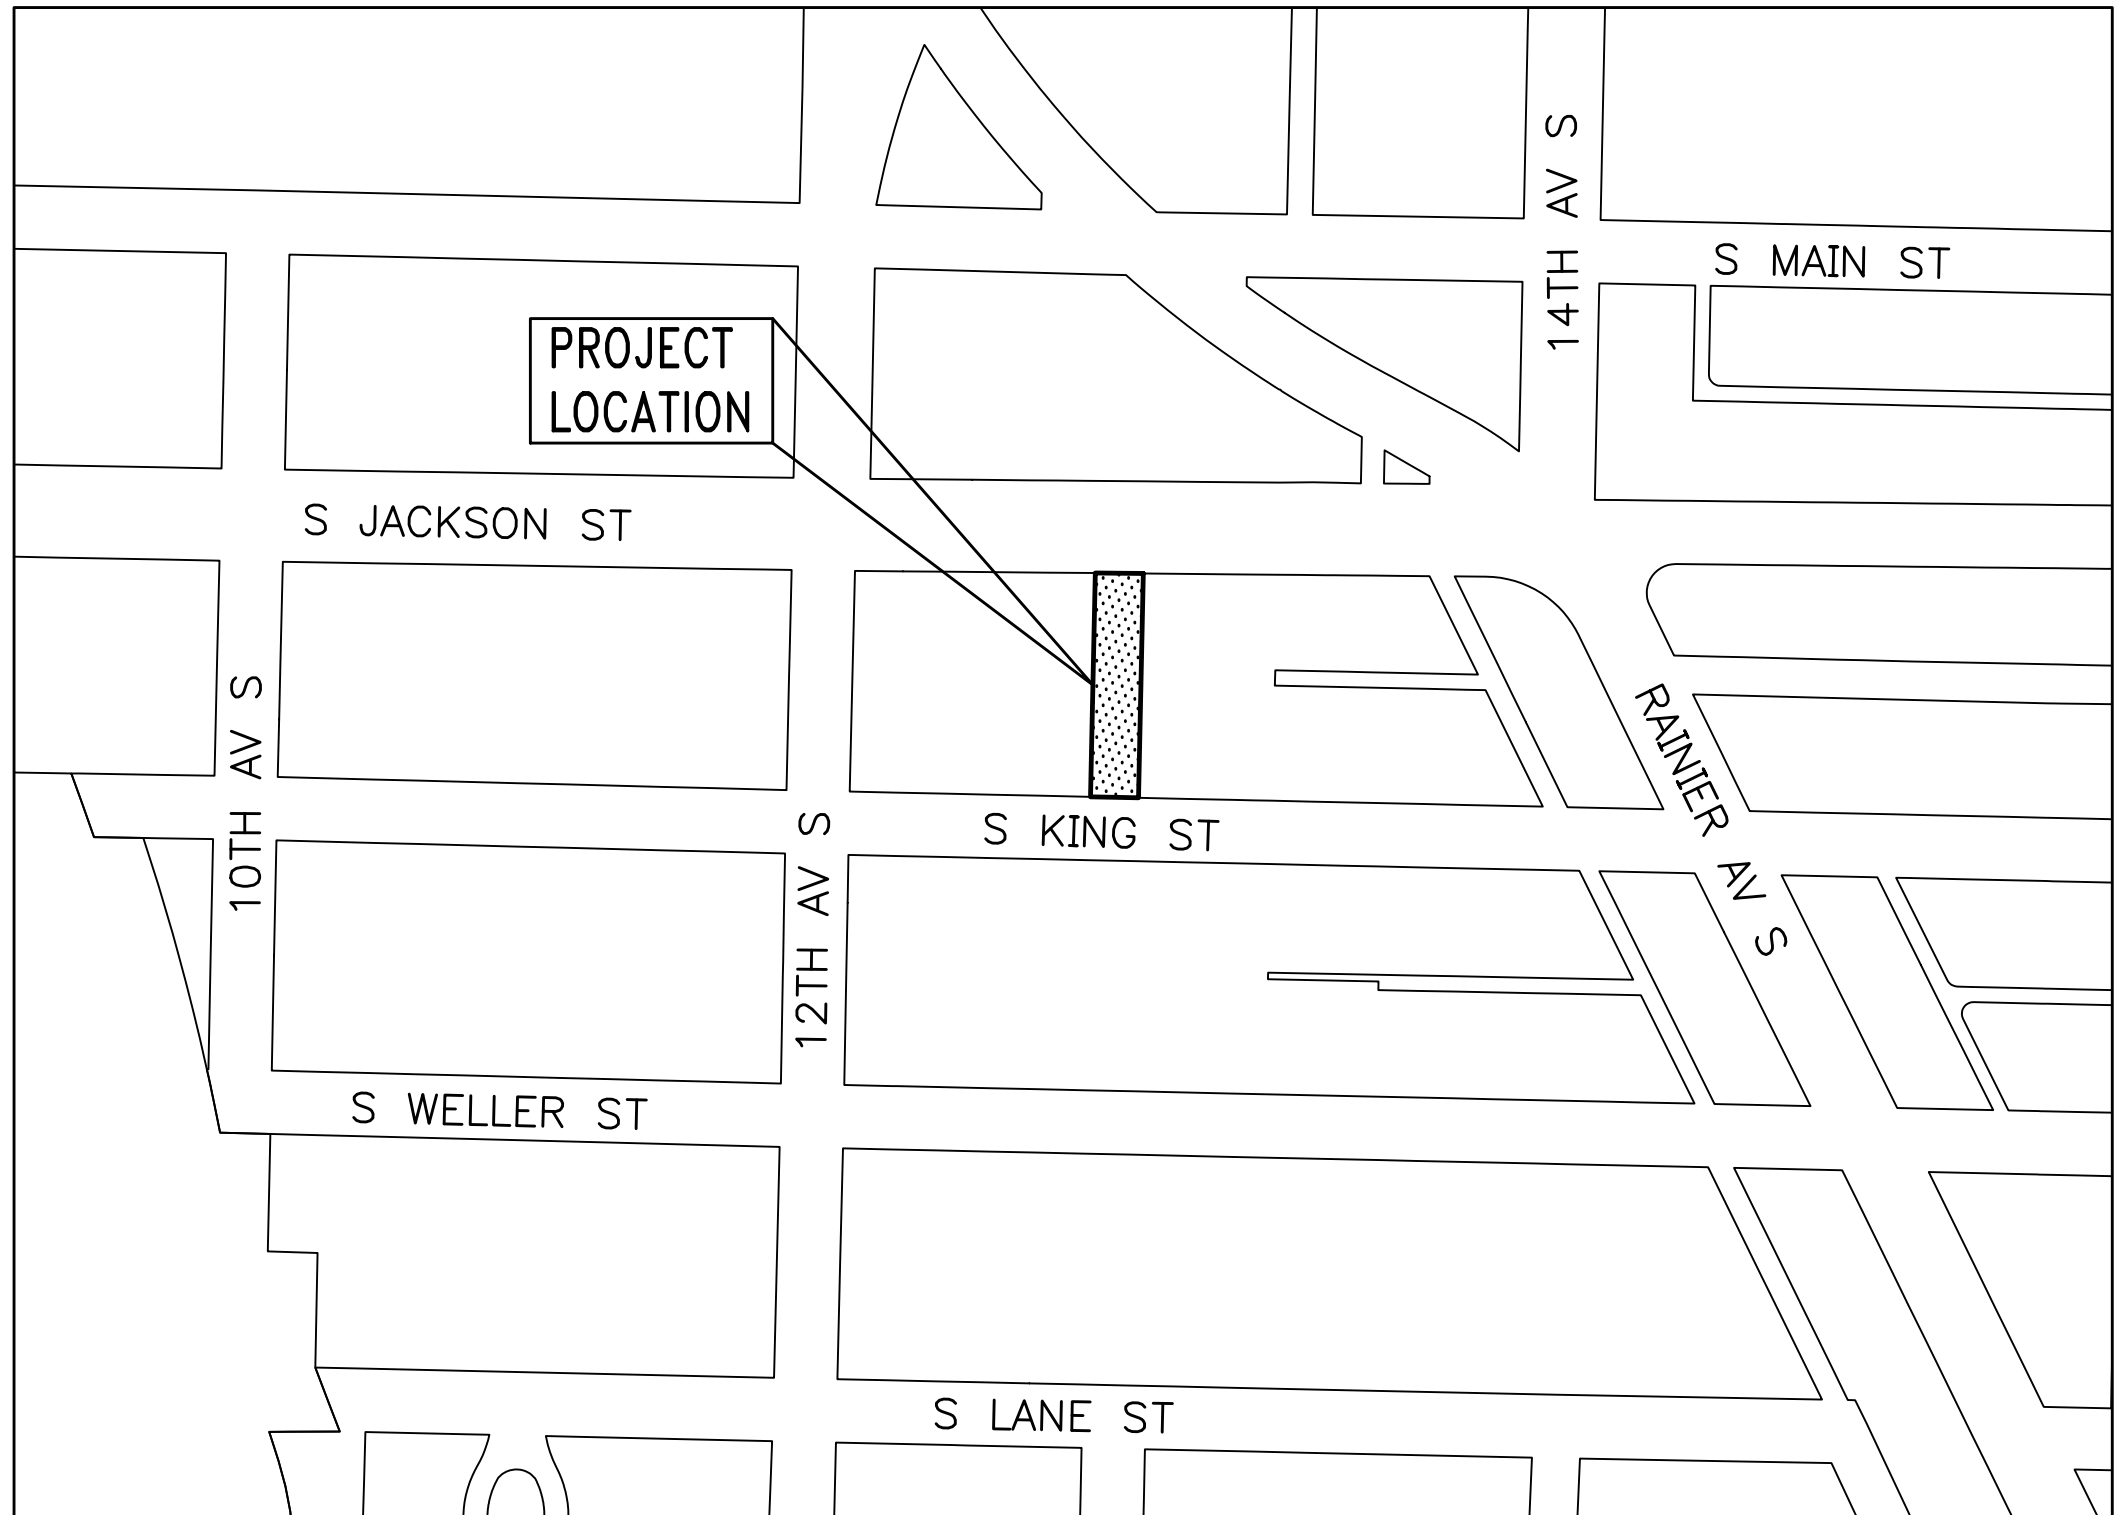 14TH AV S
S MAIN ST
PROJECT
LOCATION
S JACKSON ST
10TH AV S
RAINIER AV S
12TH AV S
S KING ST
S WELLER ST
S LANE ST